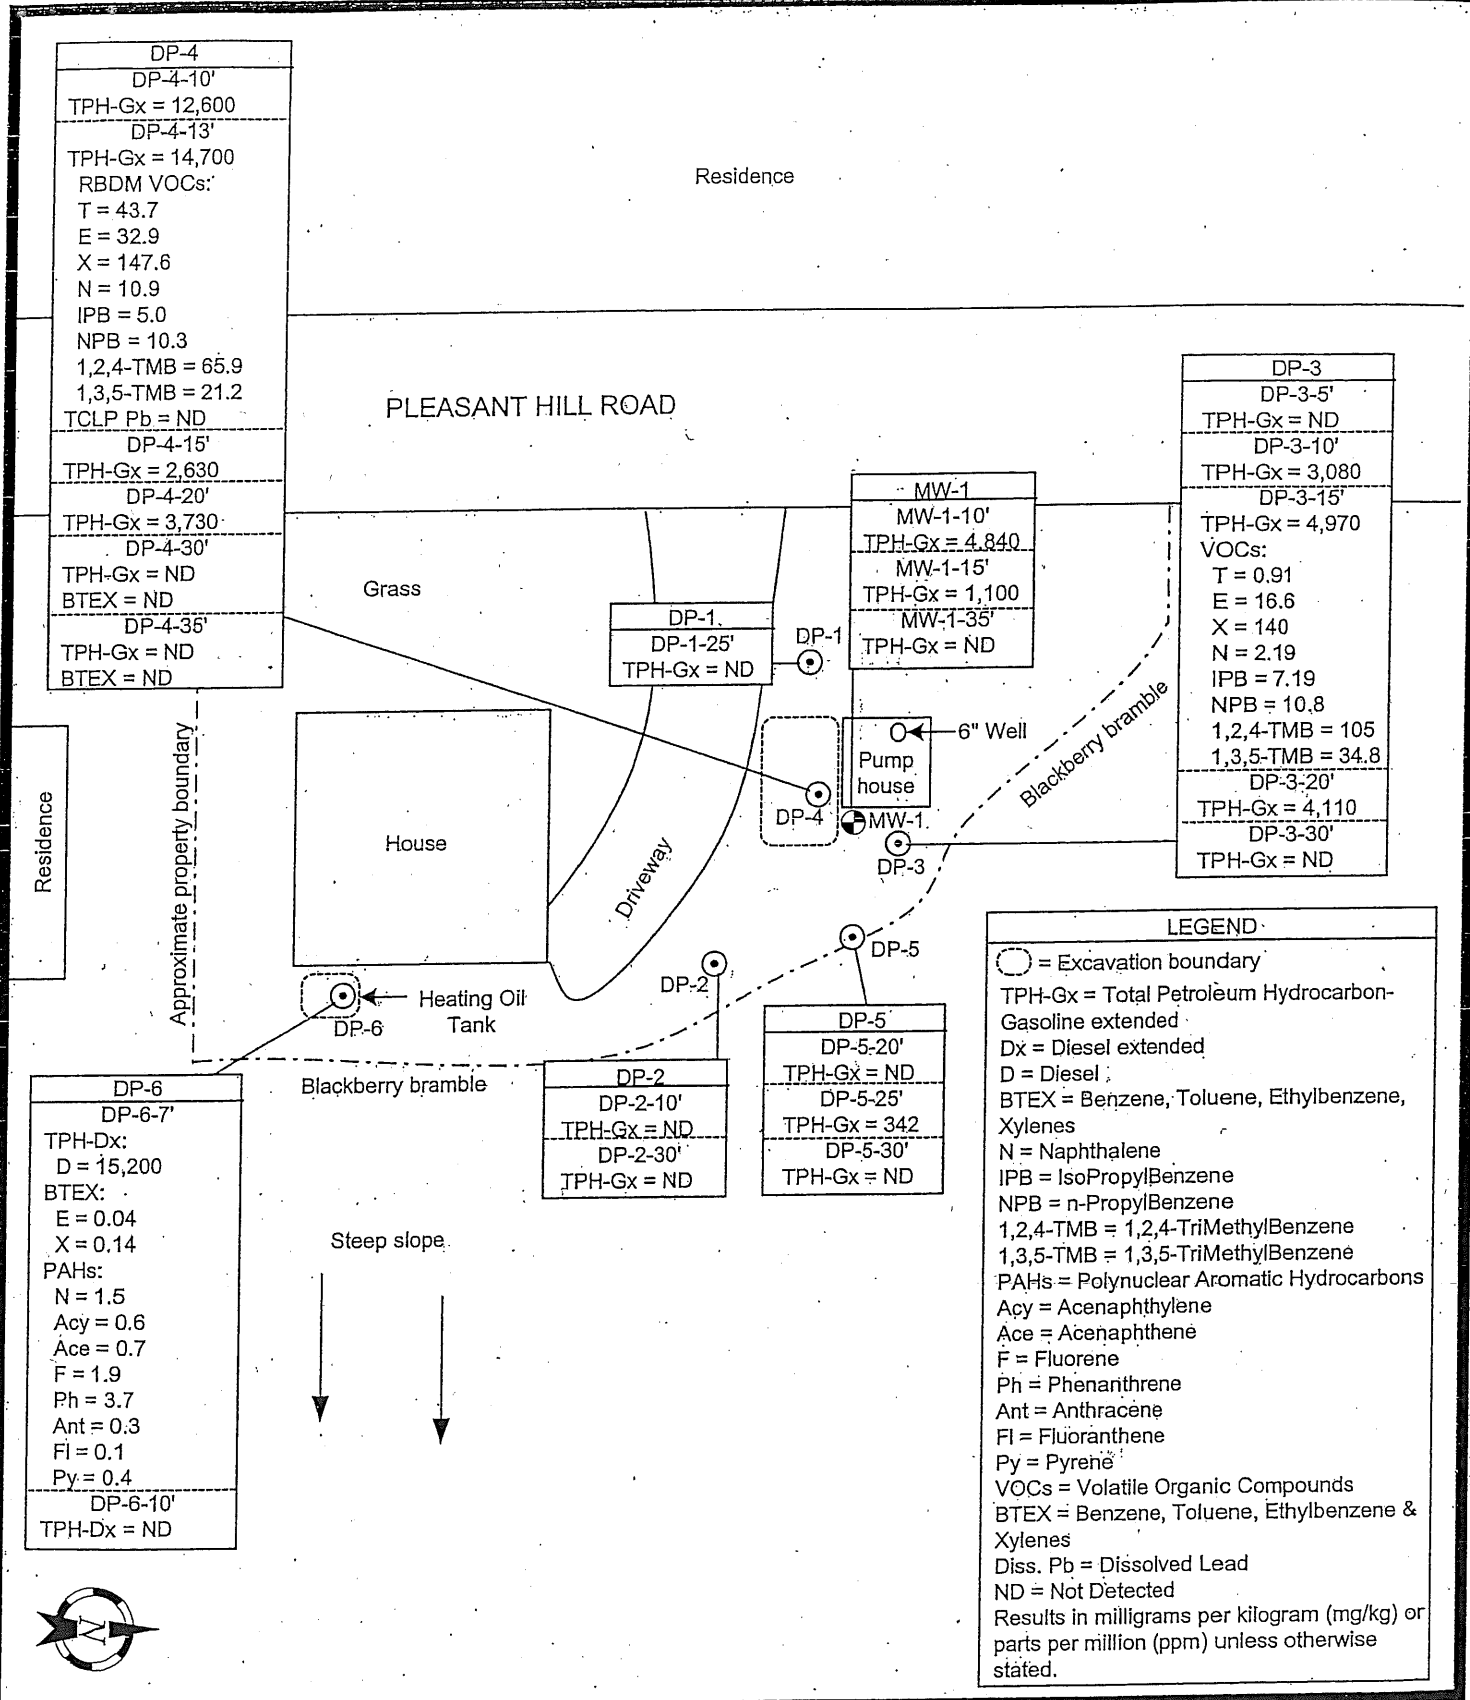 DP-4
DP-4-10'
TPH-Gx = 12,600
DP-4-13'
TPH-Gx = 14,700
RBDM VOCs:
T = 43.7
E = 32.9
X = 147.6
N = 10.9
IPB = 5.0
NPB = 10.3
1,2,4-TMB = 65.9
1,3,5-TMB = 21.2
TCLP Pb = ND
DP-4-15'
TPH-Gx = 2,630
DP-4-20'
TPH-Gx = 3,730
DP-4-30'
TPH-Gx = ND
BTEX = ND
DP-4-35'
TPH-Gx = ND
BTEX = ND
Residence
PLEASANT HILL ROAD
DP-3
DP-3-5'
TPH-Gx = ND
DP-3-10'
TPH-Gx = 3,080
DP-3-15'
TPH-Gx = 4,970
VOCs:
T = 0.91
E = 16.6
X = 140
N = 2.19
IPB = 7.19
NPB = 10.8
1,2,4-TMB = 105
1,3,5-TMB = 34.8
DP-3-20'
TPH-Gx = 4,110
DP-3-30'
TPH-Gx = ND
MW-1
MW-1-10'
TPH-Gx = 4.840
MW-1-15'
TPH-Gx = 1,100
MW-1-35'
TPH-Gx = ND
Grass
DP-1
DP-1-25'
TPH-Gx = ND
DP-1
6" Well
Pump
house
Blackberry bramble
DP-4
MW-1
DP-3
Residence
Approximate property boundary
House
Driveway
DP-5
DP-2
Heating Oil
Tank
DP-6
Blackberry bramble
DP-5
DP-5-20'
TPH-Gx = ND
DP-5-25'
TPH-Gx = 342
DP-5-30'
TPH-Gx = ND
DP-2
DP-2-10'
TPH-Gx = ND
DP-2-30'
TPH-Gx = ND
DP-6
DP-6-7'
TPH-Dx:
D = 15,200
BTEX:
E = 0.04
X = 0.14
PAHs:
N = 1.5
Acy = 0.6
Ace = 0.7
F = 1.9
Ph = 3.7
Ant = 0.3
Fl = 0.1
Py = 0.4
DP-6-10'
TPH-Dx = ND
Steep slope
N
LEGEND
= Excavation boundary
TPH-Gx = Total Petroleum Hydrocarbon-
Gasoline extended
Dx = Diesel extended
D = Diesel
BTEX = Benzene, Toluene, Ethylbenzene,
Xylenes
N = Naphthalene
IPB = IsoPropylBenzene
NPB = n-PropylBenzene
1,2,4-TMB = 1,2,4-TriMethylBenzene
1,3,5-TMB = 1,3,5-TriMethylBenzene
PAHs = Polynuclear Aromatic Hydrocarbons
Acy = Acenaphthylene
Ace = Acenaphthene
F = Fluorene
Ph = Phenanthrene
Ant = Anthracene
Fl = Fluoranthene
Py = Pyrene
VOCs = Volatile Organic Compounds
BTEX = Benzene, Toluene, Ethylbenzene &
Xylenes
Diss. Pb = Dissolved Lead
ND = Not Detected
Results in milligrams per kilogram (mg/kg) or
parts per million (ppm) unless otherwise
stated.